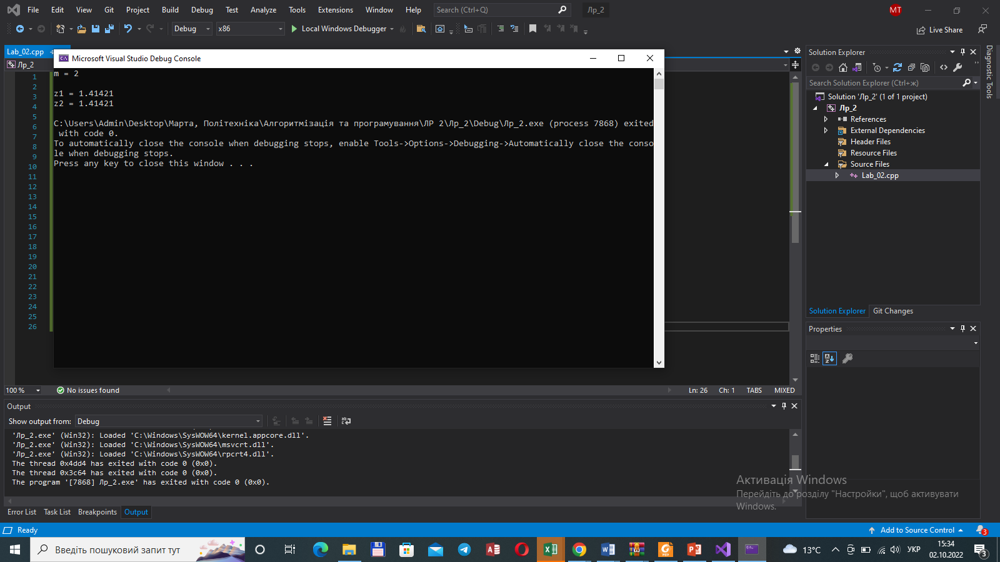 File Edit View Git Project Build Debug Test Analyze Tools Extensions Window Help Search (Ctrl+Q) Лр_2 МТ
Debug x86 Local Windows Debugger Live Share
Lab_02.cpp
Лр_2
Microsoft Visual Studio Debug Console
m = 2
z1 = 1.41421
z2 = 1.41421
C:\Users\Admin\Desktop\Марта, Політехніка\Алгоритмізація та програмування\ЛР 2\Лр_2\Debug\Лр_2.exe (process 7868) exited
with code 0.
To automatically close the console when debugging stops, enable Tools->Options->Debugging->Automatically close the conso
le when debugging stops.
Press any key to close this window . . .
1
2
3
4
5
6
7
8
9
10
11
12
13
14
15
16
17
18
19
20
21
22
23
24
25
26
100 % No issues found Ln: 26 Ch: 1 TABS MIXED
Solution Explorer
Search Solution Explorer (Ctrl+ж)
Solution 'Лр_2' (1 of 1 project)
Лр_2
References
External Dependencies
Header Files
Resource Files
Source Files
Lab_02.cpp
Solution Explorer Git Changes
Properties
Diagnostic Tools
Output
Show output from: Debug
'Лр_2.exe' (Win32): Loaded 'C:\Windows\SysWOW64\kernel.appcore.dll'.
'Лр_2.exe' (Win32): Loaded 'C:\Windows\SysWOW64\msvcrt.dll'.
'Лр_2.exe' (Win32): Loaded 'C:\Windows\SysWOW64\rpcrt4.dll'.
The thread 0x4dd4 has exited with code 0 (0x0).
The thread 0x3c64 has exited with code 0 (0x0).
The program '[7868] Лр_2.exe' has exited with code 0 (0x0).
Активація Windows
Перейдіть до розділу "Настройки", щоб активувати
Windows.
Error List Task List Breakpoints Output
Ready Add to Source Control 3
Введіть пошуковий запит тут 13°C УКР 15:34
02.10.2022 3